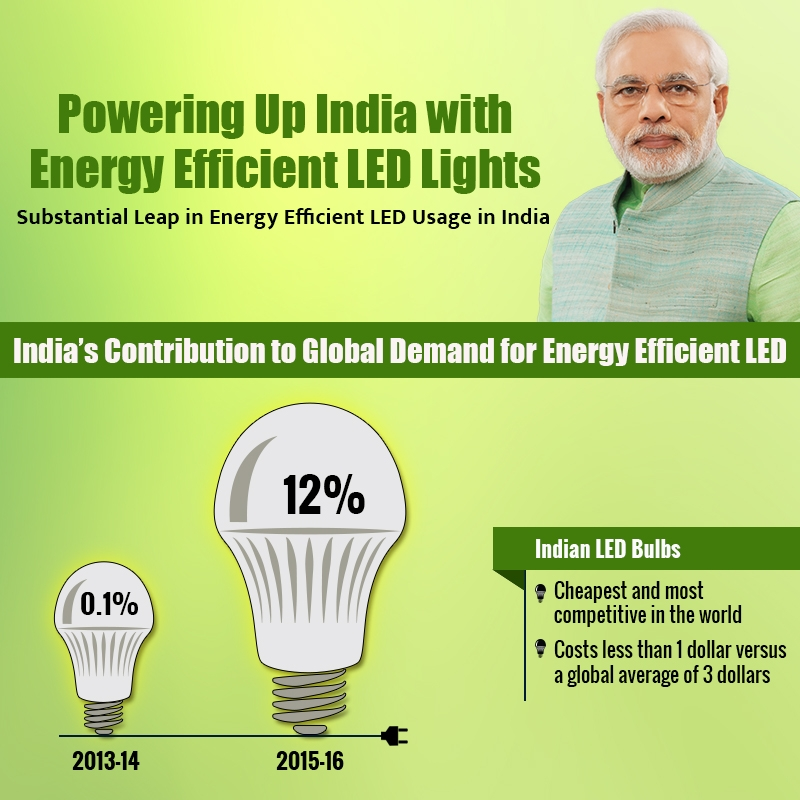 Powering Up India with
Energy Efficient LED Lights
Substantial Leap in Energy Efficient LED Usage in India
India's Contribution to Global Demand for Energy Efficient LED
12%
0.1%
2013-14
2015-16
Indian LED Bulbs
Cheapest and most
competitive in the world
Costs less than 1 dollar versus
a global average of 3 dollars